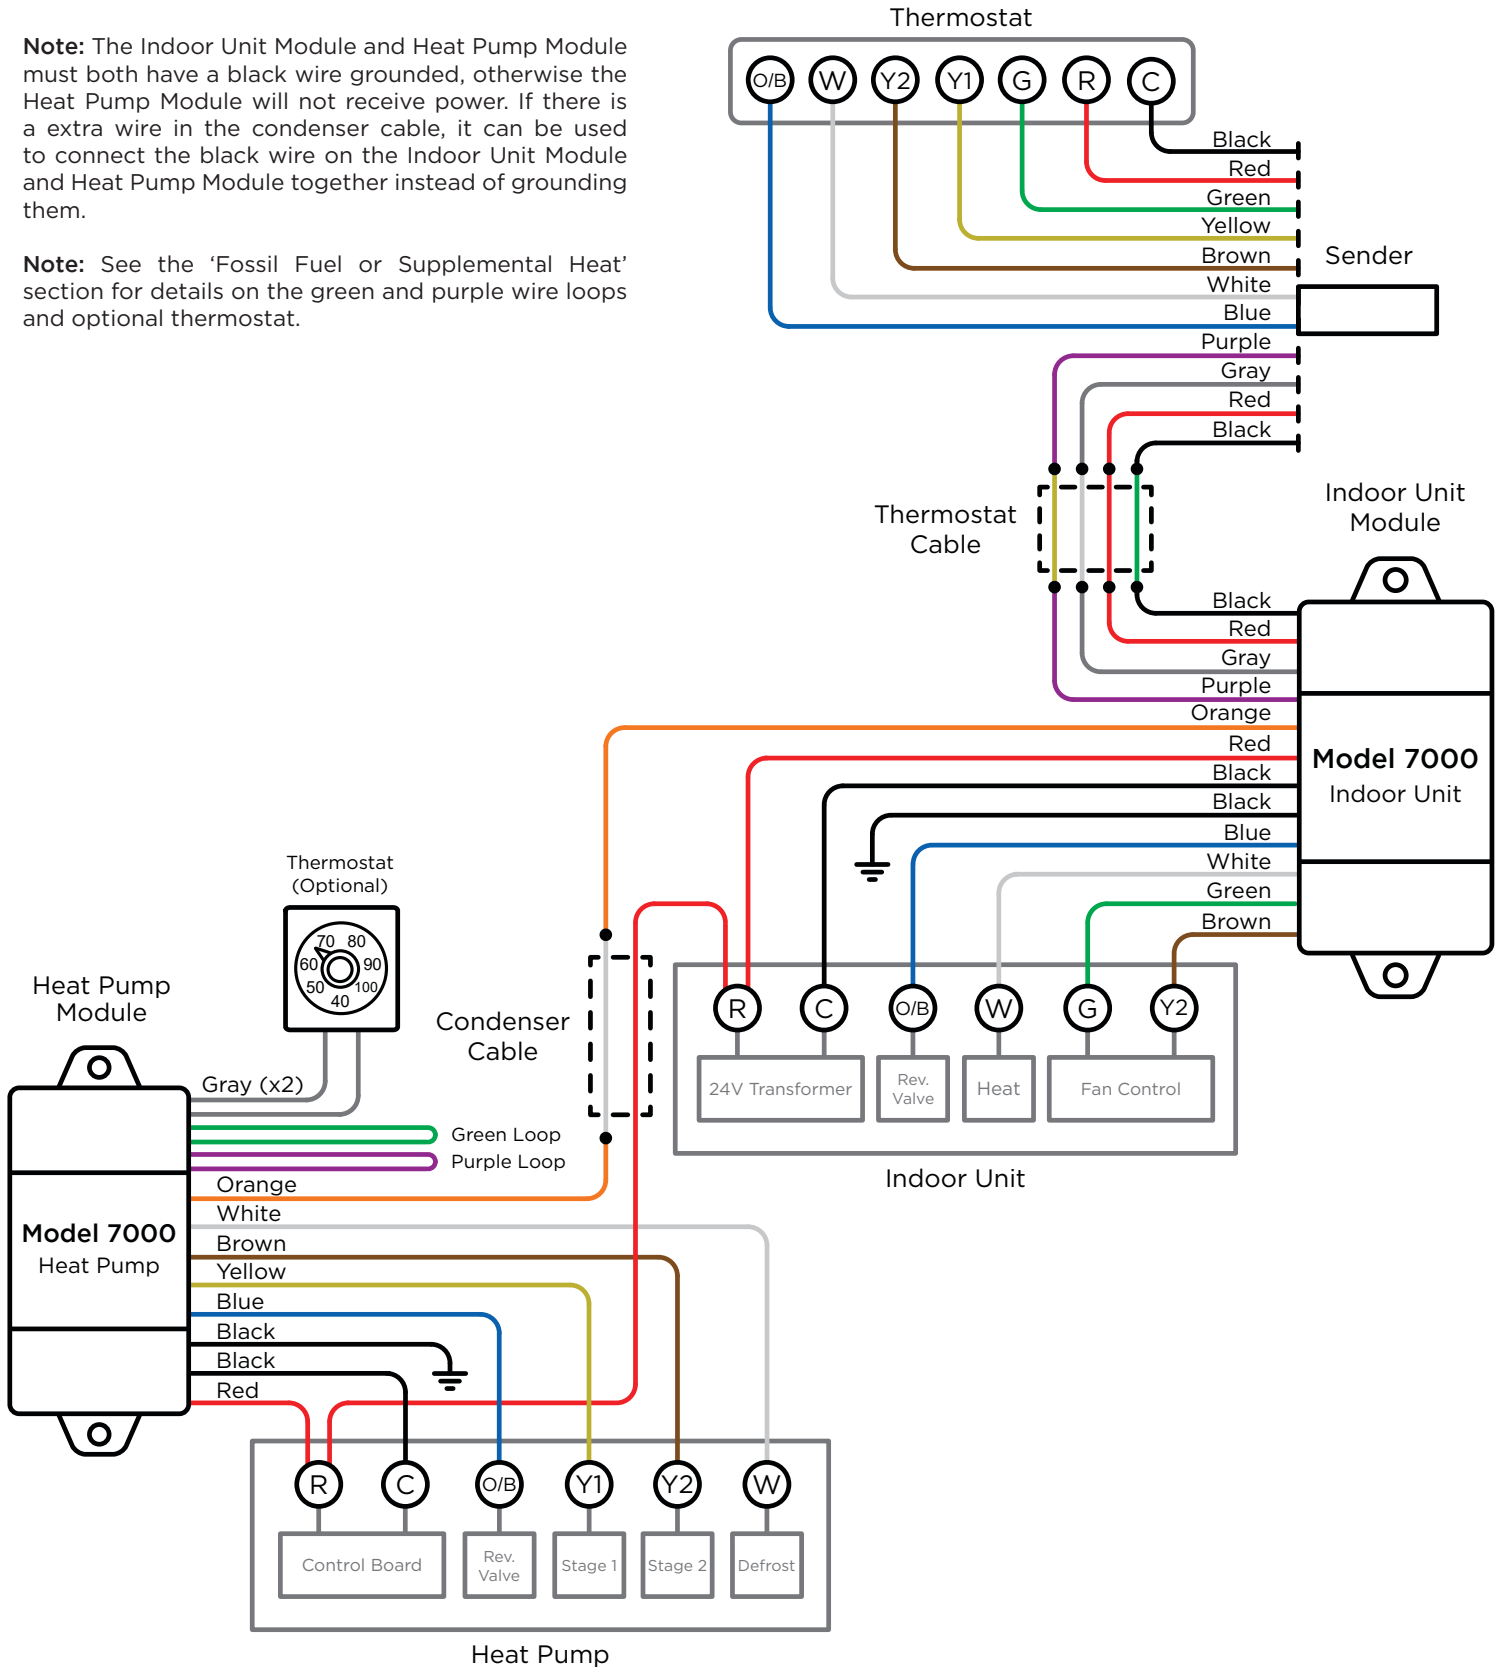 Note: The Indoor Unit Module and Heat Pump Module
must both have a black wire grounded, otherwise the
Heat Pump Module will not receive power. If there is
a extra wire in the condenser cable, it can be used
to connect the black wire on the Indoor Unit Module
and Heat Pump Module together instead of grounding
them.
Note: See the ‘Fossil Fuel or Supplemental Heat’
section for details on the green and purple wire loops
and optional thermostat.
Thermostat
O/B W Y2 Y1 G R C
Black
Red
Green
Yellow
Brown
White
Blue
Sender
Purple
Gray
Red
Black
Thermostat
Cable
Indoor Unit
Module
Black
Red
Gray
Purple
Orange
Red
Black
Black
Blue
White
Green
Brown
Model 7000
Indoor Unit
Thermostat
(Optional)
70 80
60 90
50 100
40
Heat Pump
Module
Condenser
Cable
R C O/B W G Y2
24V Transformer
Rev.
Valve
Heat
Fan Control
Indoor Unit
Gray (x2)
Green Loop
Purple Loop
Orange
White
Brown
Yellow
Blue
Black
Black
Red
Model 7000
Heat Pump
R C O/B Y1 Y2 W
Control Board
Rev.
Valve
Stage 1
Stage 2
Defrost
Heat Pump